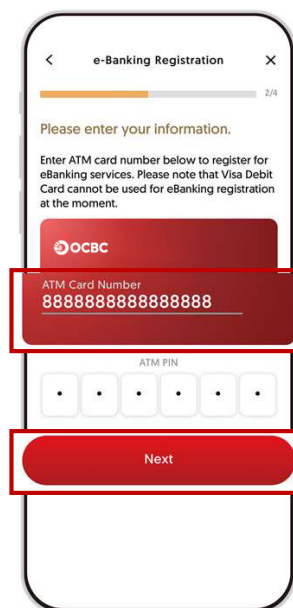 e-Banking Registration
2/4
Please enter your information.
Enter ATM card number below to register for
eBanking services. Please note that Visa Debit
Card cannot be used for eBanking registration
at the moment.
OCBC
ATM Card Number
8888888888888888
ATM PIN
Next